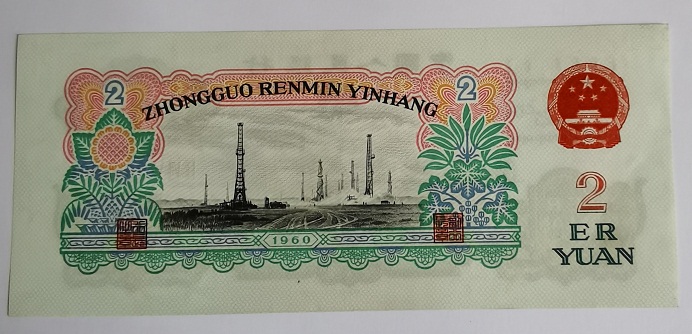 2
ZHONGGUO RENMIN YINHANG
2
1960
2
ER
YUAN